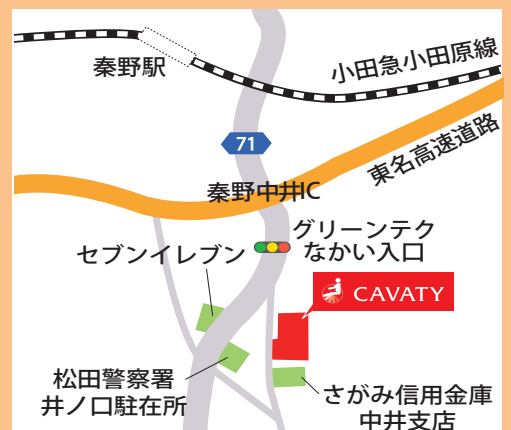 秦野駅
小田急小田原線
71
東名高速道路
秦野中井IC
グリーンテク
なかい入口
セブンイレブン
CAVATY
松田警察署
井ノ口駐在所
さがみ信用金庫
中井支店